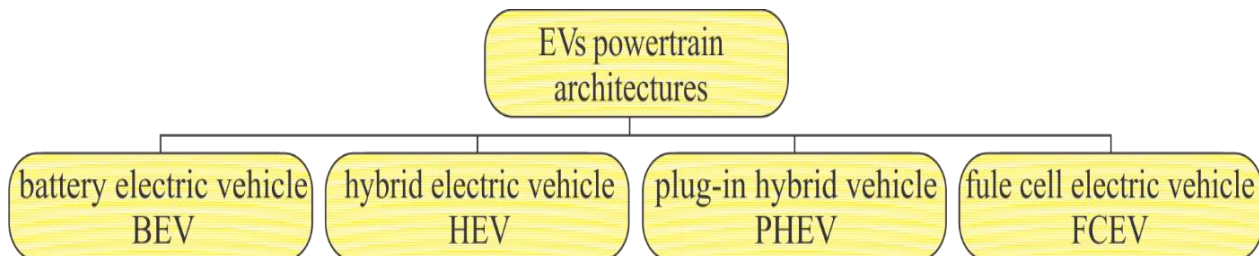 EVs powertrain
architectures
battery electric vehicle
BEV
hybrid electric vehicle
HEV
plug-in hybrid vehicle
PHEV
fule cell electric vehicle
FCEV